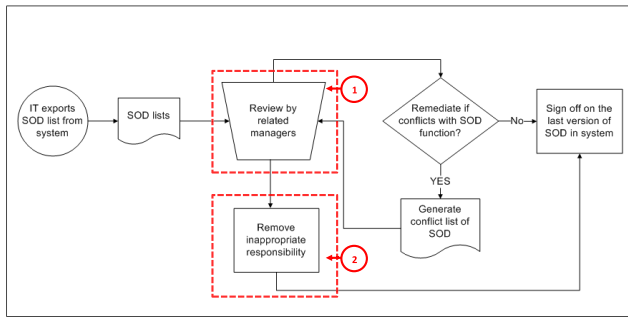 IT exports
SOD list from
system
SOD lists
Review by
related
managers
1
Remediate if
conflicts with SOD
function?
No
Sign off on the
last version of
SOD in system
YES
Generate
conflict list of
SOD
Remove
inappropriate
responsibility
2